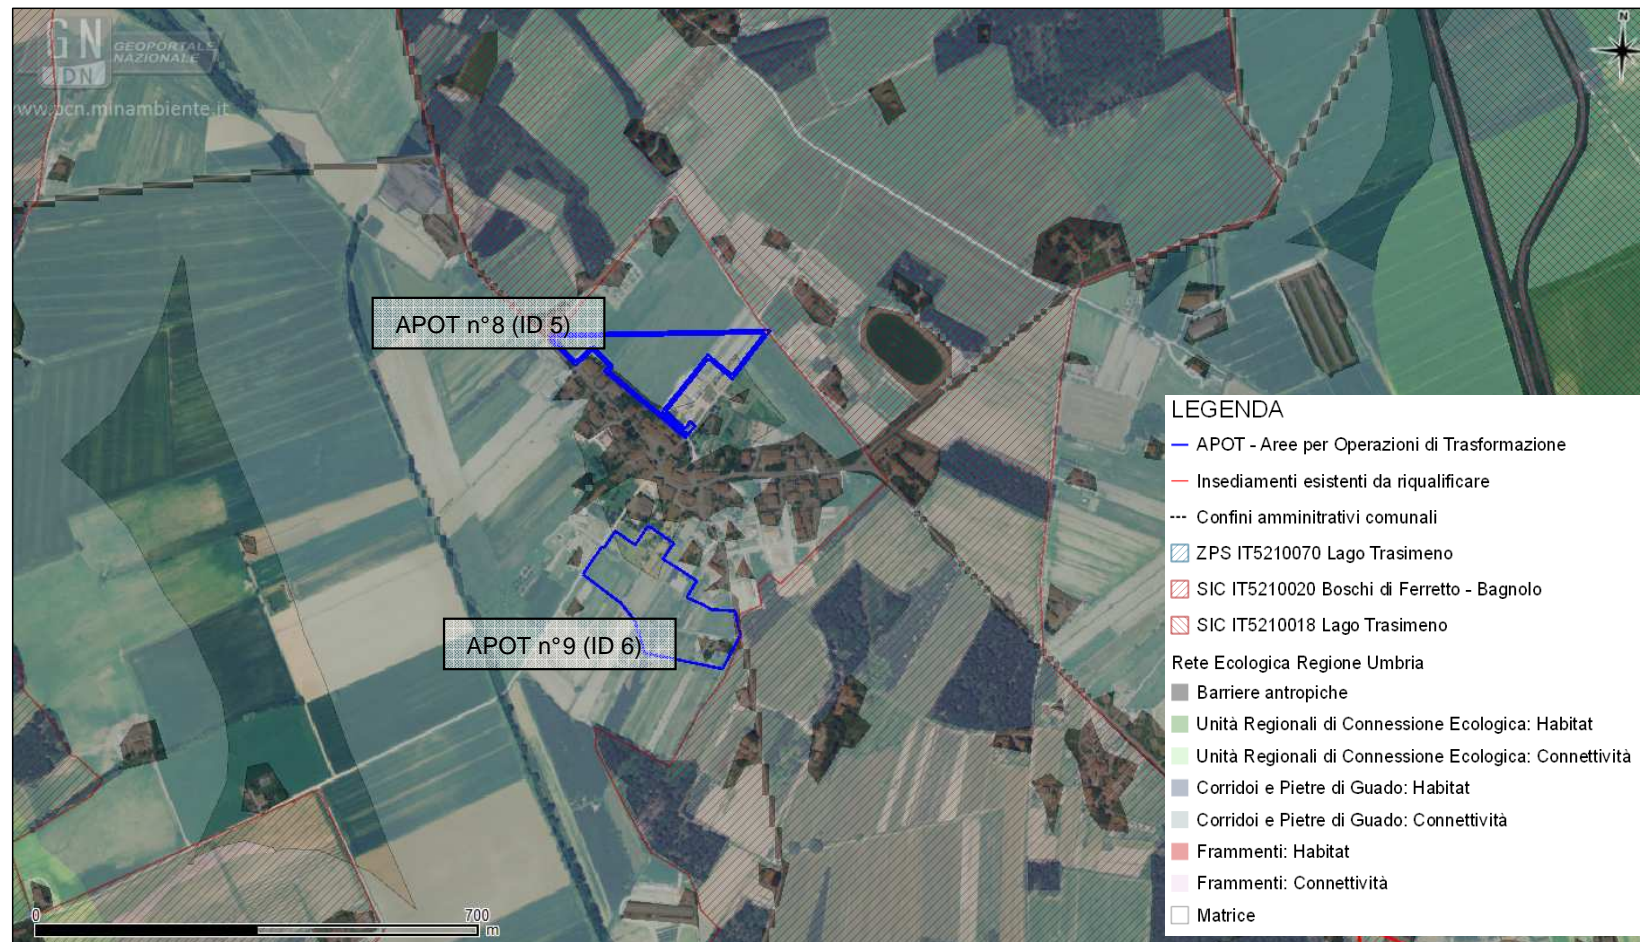 GN
GEOPORTALE
NAZIONALE
DN
www.pcn.minambiente.it
N
APOT n°8 (ID 5)
APOT n°9 (ID 6)
LEGENDA
APOT - Aree per Operazioni di Trasformazione
Insediamenti esistenti da riqualificare
Confini amminitrativi comunali
ZPS IT5210070 Lago Trasimeno
SIC IT5210020 Boschi di Ferretto - Bagnolo
SIC IT5210018 Lago Trasimeno
Rete Ecologica Regione Umbria
Barriere antropiche
Unità Regionali di Connessione Ecologica: Habitat
Unità Regionali di Connessione Ecologica: Connettività
Corridoi e Pietre di Guado: Habitat
Corridoi e Pietre di Guado: Connettività
Frammenti: Habitat
Frammenti: Connettività
Matrice
0 700
m